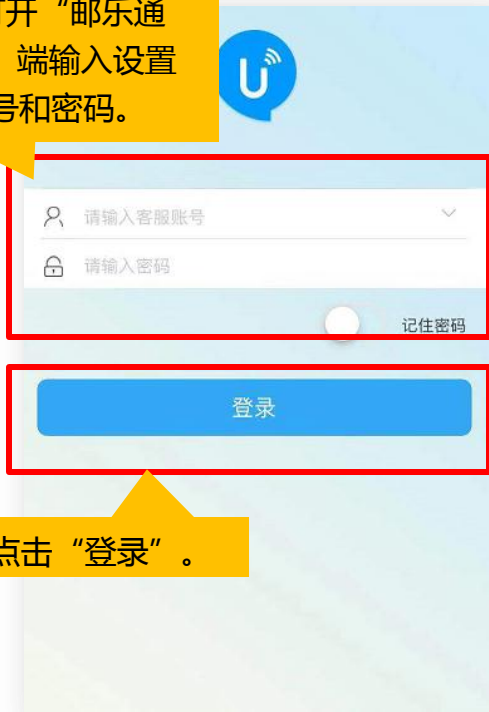 打开“邮乐通
”端输入设置
号和密码。
U
请输入客服账号
请输入密码
记住密码
登录
点击“登录”。